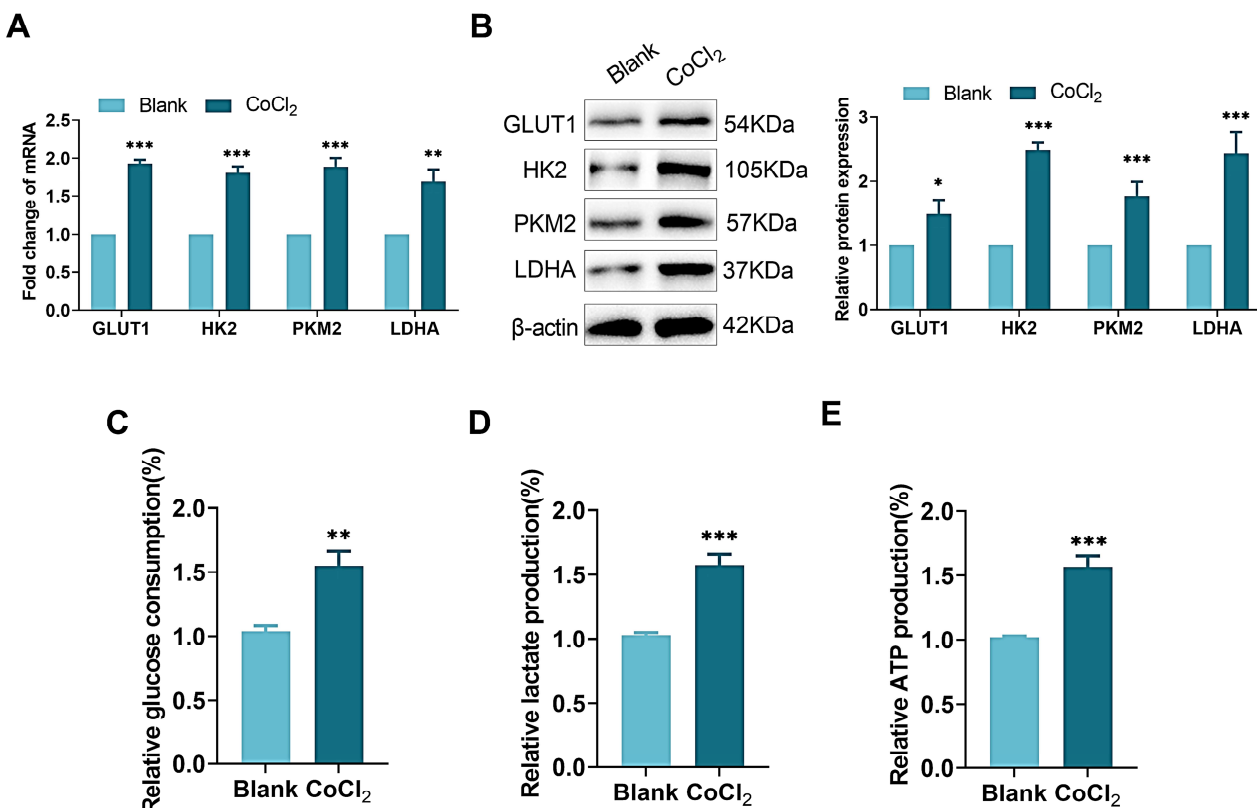 A
Blank CoCl₂
Fold change of mRNA
2.5
2.0
1.5
1.0
0.5
0.0
*** *** *** **
GLUT1 HK2 PKM2 LDHA
B
Blank CoCl₂
GLUT1 54KDa
HK2 105KDa
PKM2 57KDa
LDHA 37KDa
β-actin 42KDa
Blank CoCl₂
Relative protein expression
3
2
1
0
* *** *** ***
GLUT1 HK2 PKM2 LDHA
C
Relative glucose consumption(%)
2.0
1.5
1.0
0.5
0.0
**
Blank CoCl₂
D
Relative lactate production(%)
2.0
1.5
1.0
0.5
0.0
***
Blank CoCl₂
E
Relative ATP production(%)
2.0
1.5
1.0
0.5
0.0
***
Blank CoCl₂